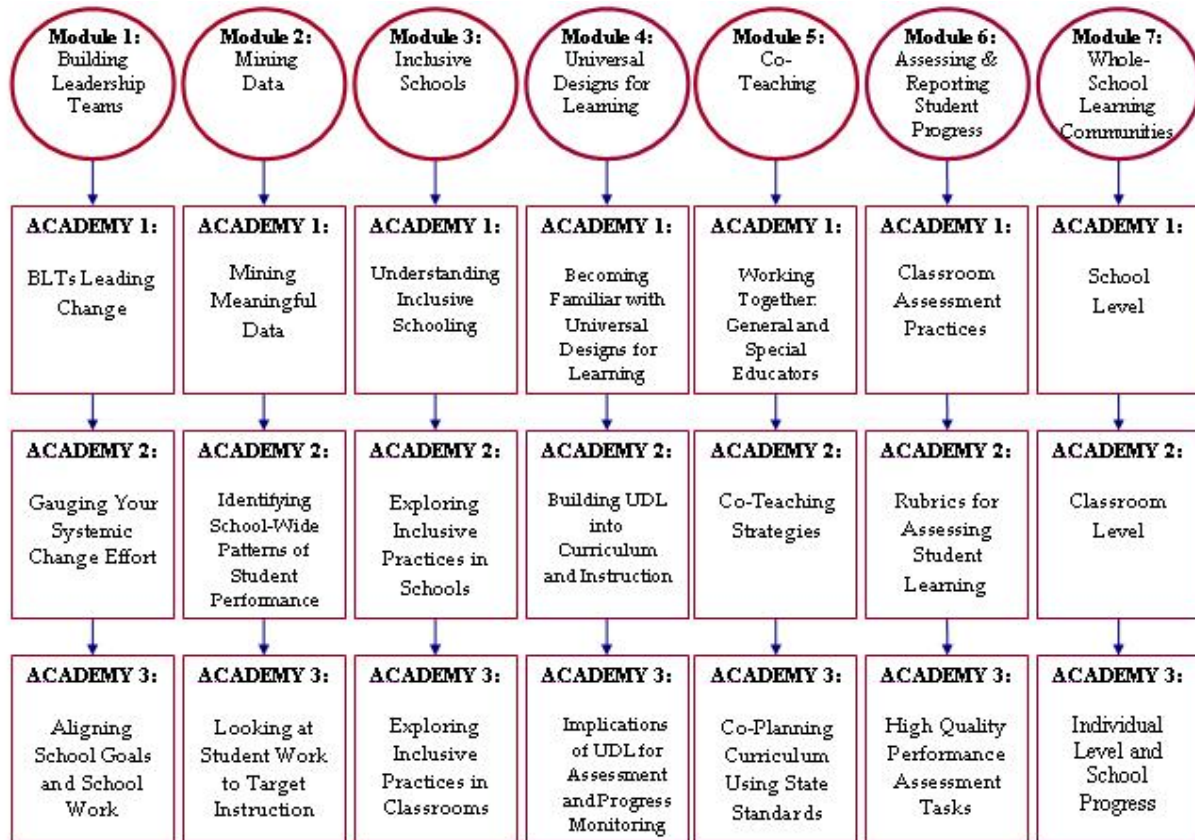 Module 1:
Building
Leadership
Teams
Module 2:
Mining
Data
Module 3:
Inclusive
Schools
Module 4:
Universal
Designs for
Learning
Module 5:
Co-
Teaching
Module 6:
Assessing &
Reporting
Student
Progress
Module 7:
Whole-
School
Learning
Communities
ACADEMY 1:
BLTs Leading
Change
ACADEMY 1:
Mining
Meaningful
Data
ACADEMY 1:
Understanding
Inclusive
Schooling
ACADEMY 1:
Becoming
Familiar with
Universal
Designs for
Learning
ACADEMY 1:
Working
Together:
General and
Special
Educators
ACADEMY 1:
Classroom
Assessment
Practices
ACADEMY 1:
School
Level
ACADEMY 2:
Gauging Your
Systemic
Change Effort
ACADEMY 2:
Identifying
School-Wide
Patterns of
Student
Performance
ACADEMY 2:
Exploring
Inclusive
Practices in
Schools
ACADEMY 2:
Building UDL
into
Curriculum
and Instruction
ACADEMY 2:
Co-Teaching
Strategies
ACADEMY 2:
Rubrics for
Assessing
Student
Learning
ACADEMY 2:
Classroom
Level
ACADEMY 3:
Aligning
School Goals
and School
Work
ACADEMY 3:
Looking at
Student Work
to Target
Instruction
ACADEMY 3:
Exploring
Inclusive
Practices in
Classrooms
ACADEMY 3:
Implications
of UDL for
Assessment
and Progress
Monitoring
ACADEMY 3:
Co-Planning
Curriculum
Using State
Standards
ACADEMY 3:
High Quality
Performance
Assessment
Tasks
ACADEMY 3:
Individual
Level and
School
Progress